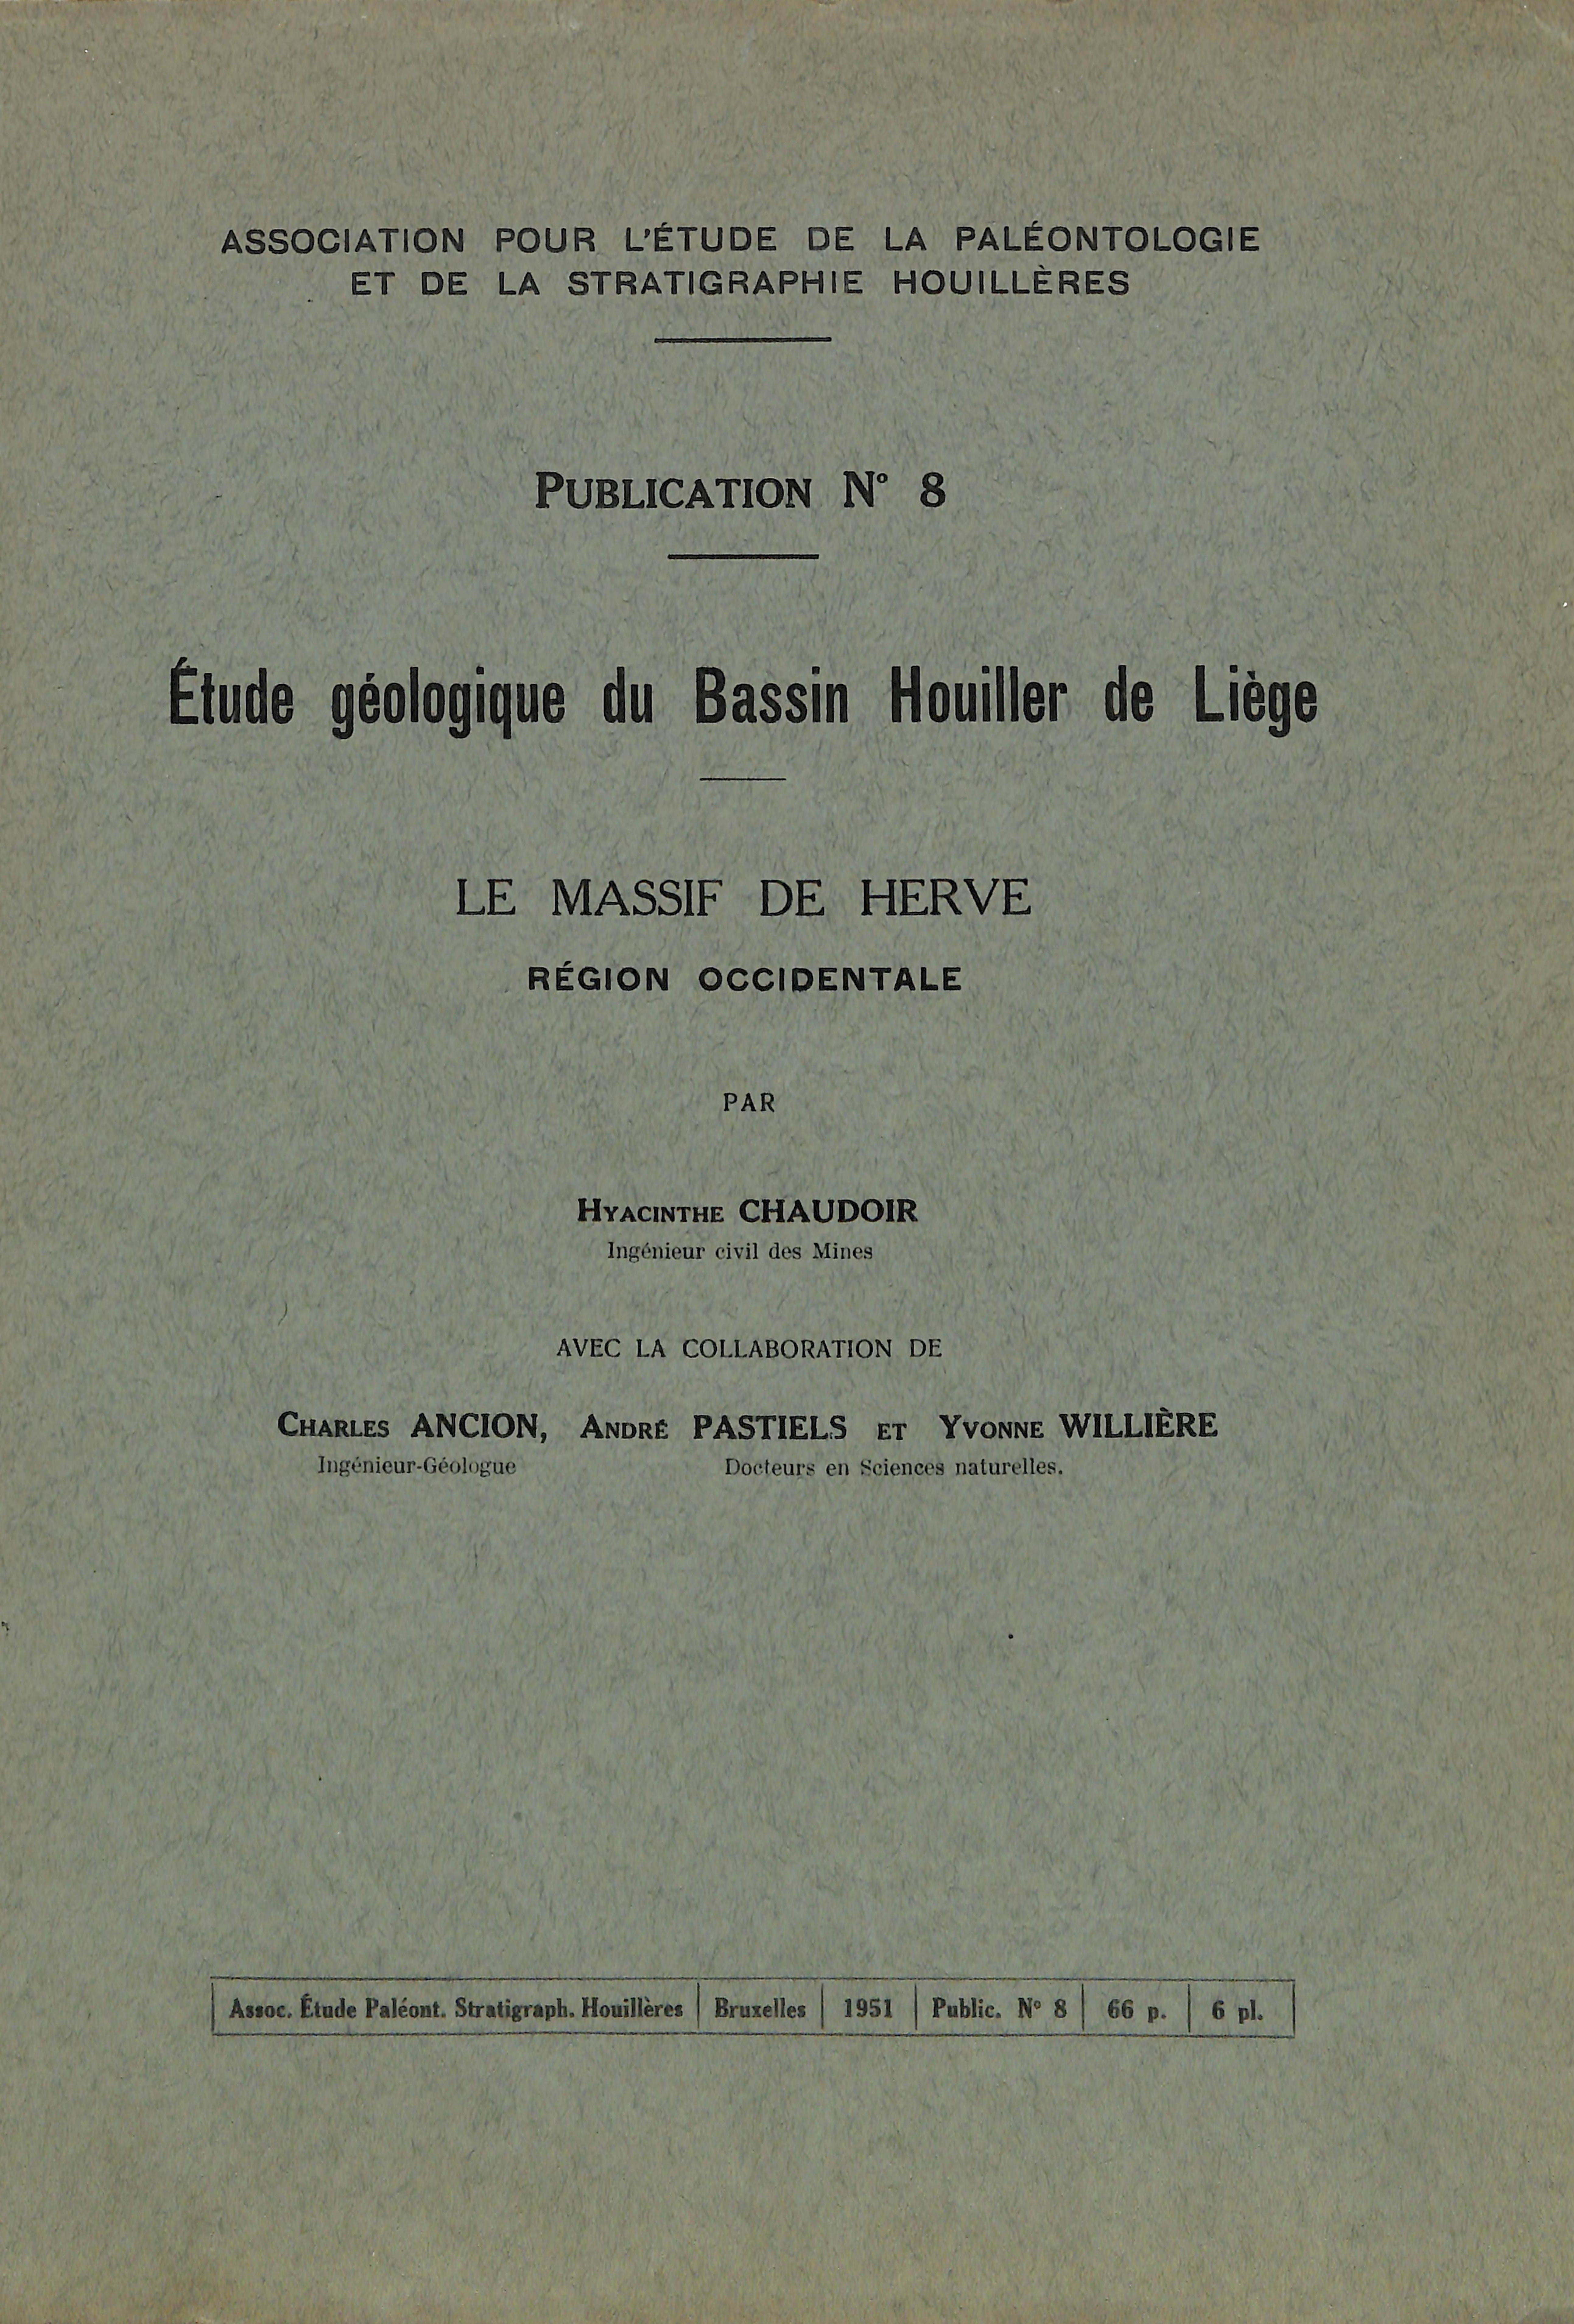 ASSOCIATION POUR L'ÉTUDE DE LA PALÉONTOLOGIE
ET DE LA STRATIGRAPHIE HOUILLÈRES
PUBLICATION N° 8
Étude géologique du Bassin Houiller de Liège
LE MASSIF DE HERVE
RÉGION OCCIDENTALE
PAR
HYACINTHE CHAUDOIR
Ingénieur civil des Mines
AVEC LA COLLABORATION DE
CHARLES ANCION, ANDRÉ PASTIELS ET YVONNE WILLIÈRE
Ingénieur-Géologue Docteurs en Sciences naturelles.
Assoc. Étude Paléont. Stratigraph. Houillères Bruxelles 1951 Public. N° 8 66 p. 6 pl.